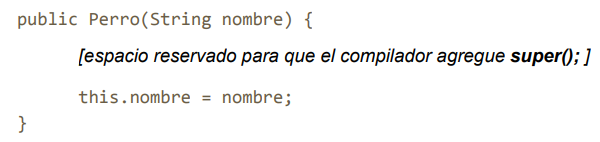 public Perro(String nombre) {
[espacio reservado para que el compilador agregue super(); ]
this.nombre = nombre;
}